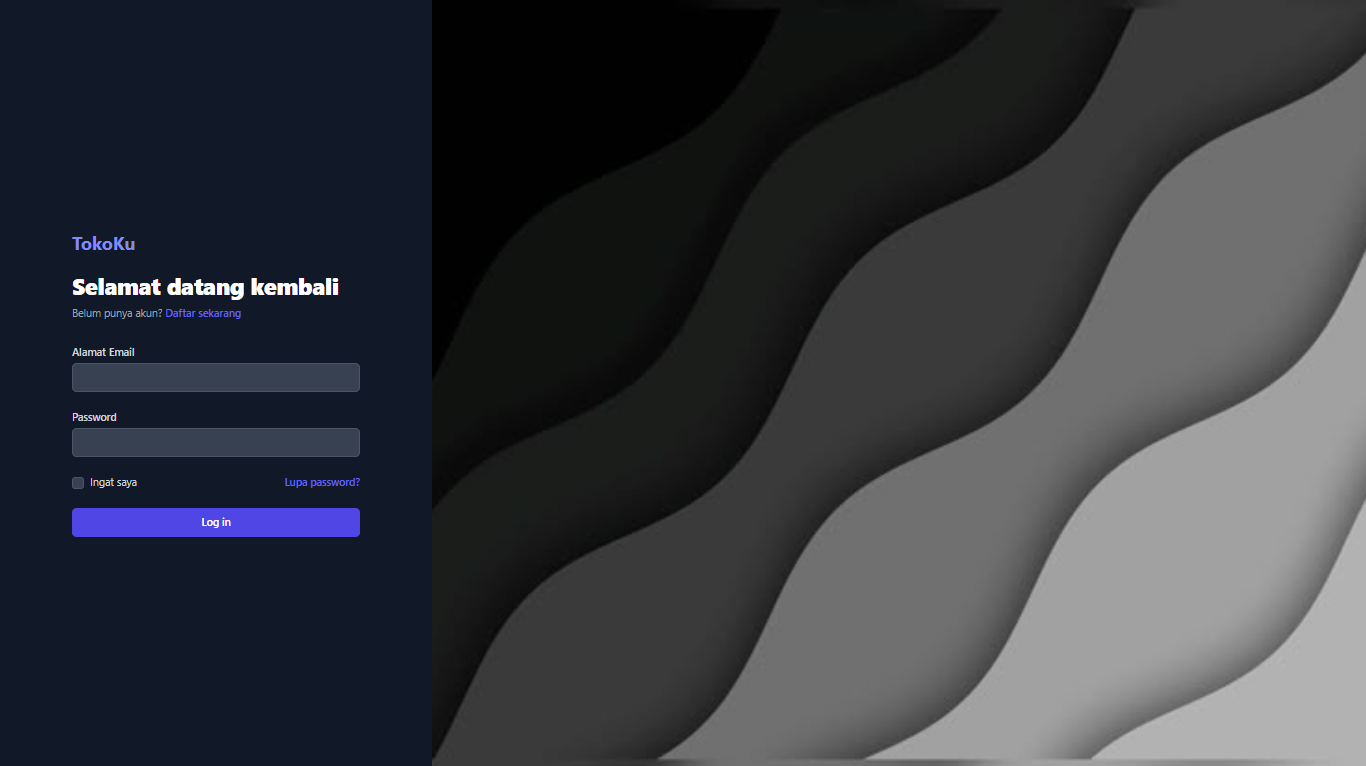 TokoKu
Selamat datang kembali
Belum punya akun? Daftar sekarang
Alamat Email
Password
Ingat saya
Lupa password?
Log in